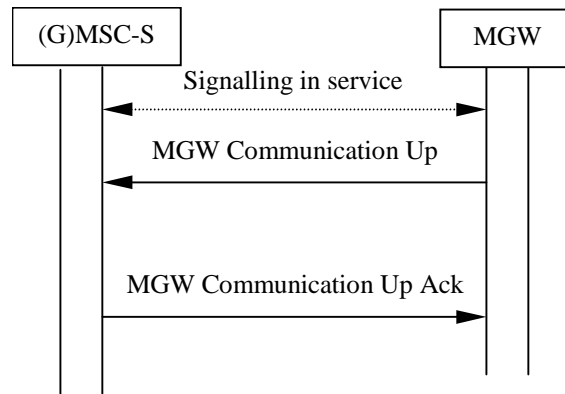 (G)MSC-S
MGW
Signalling in service
MGW Communication Up
MGW Communication Up Ack